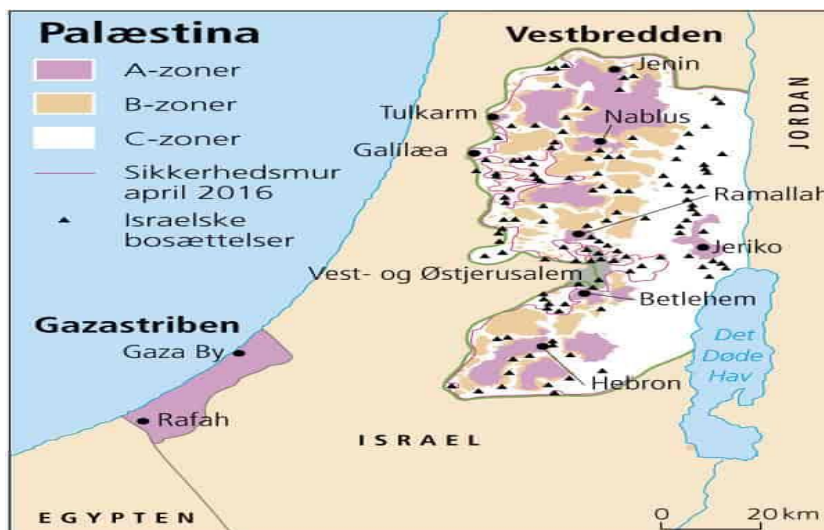 Palæstina
A-zoner
B-zoner
C-zoner
Sikkerhedsmur
april 2016
Israelske
bosættelser
Vestbredden
Jenin
Tulkarm
Nablus
Galilæa
JORDAN
Ramallah
Jeriko
Vest- og Østjerusalem
Betlehem
Gazastriben
Gaza By
Det
Døde
Hav
Hebron
Rafah
ISRAEL
EGYPTEN
0 20 km